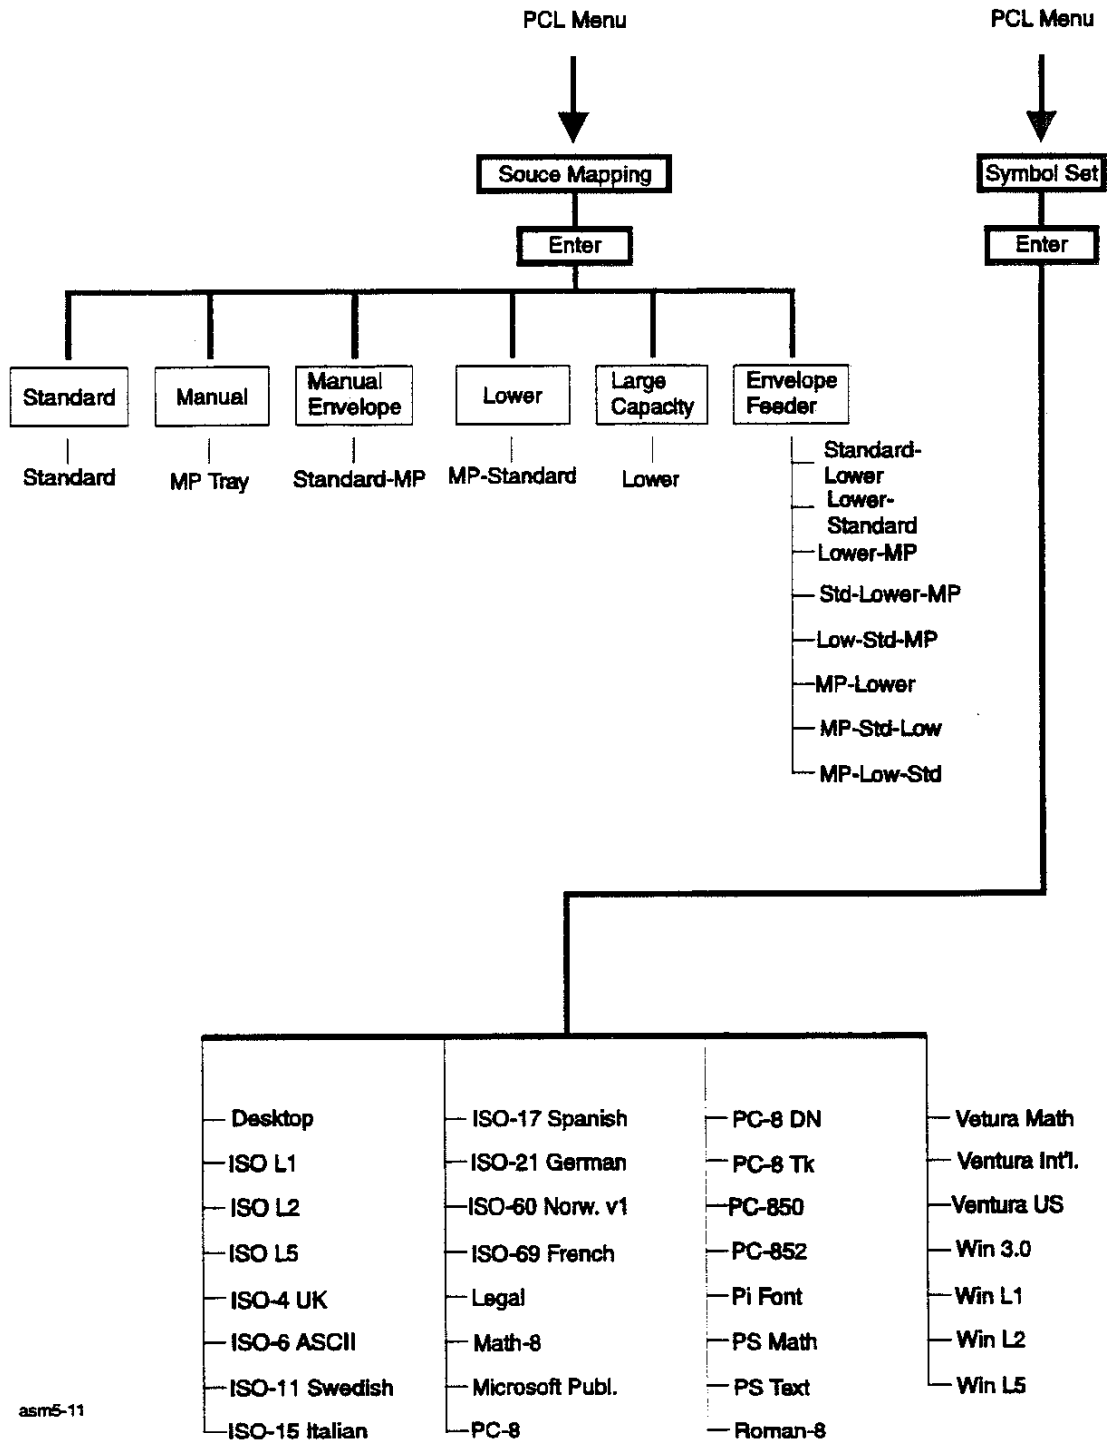 PCL Menu
PCL Menu
Souce Mapping
Symbol Set
Enter
Enter
Standard
Manual
Manual
Envelope
Lower
Large
Capacity
Envelope
Feeder
Standard
MP Tray
Standard-MP
MP-Standard
Lower
Standard-
Lower
Lower-
Standard
Lower-MP
Std-Lower-MP
Low-Std-MP
MP-Lower
MP-Std-Low
MP-Low-Std
Desktop
ISO L1
ISO L2
ISO L5
ISO-4 UK
ISO-6 ASCII
ISO-11 Swedish
ISO-15 Italian
ISO-17 Spanish
ISO-21 German
ISO-60 Norw. v1
ISO-69 French
Legal
Math-8
Microsoft Publ.
PC-8
PC-8 DN
PC-8 Tk
PC-850
PC-852
Pi Font
PS Math
PS Text
Roman-8
Vetura Math
Ventura Int'l.
Ventura US
Win 3.0
Win L1
Win L2
Win L5
asm5-11